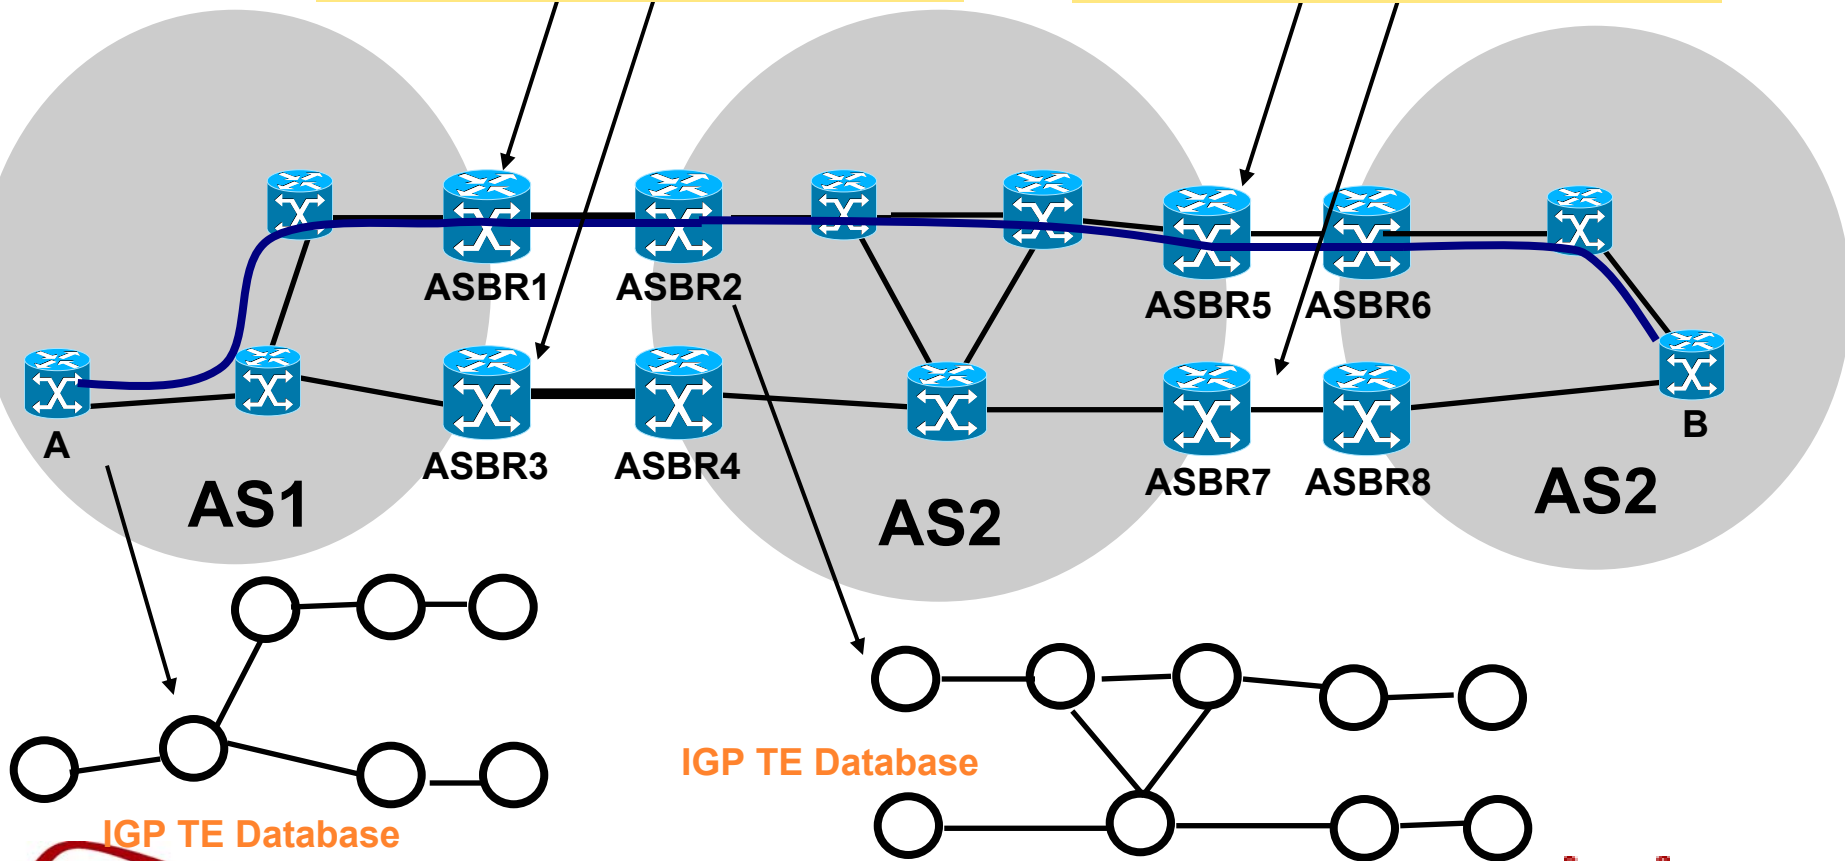 ASBR1
ASBR2
ASBR5
ASBR6
A
B
ASBR3
ASBR4
ASBR7
ASBR8
AS1
AS2
AS2
IGP TE Database
IGP TE Database